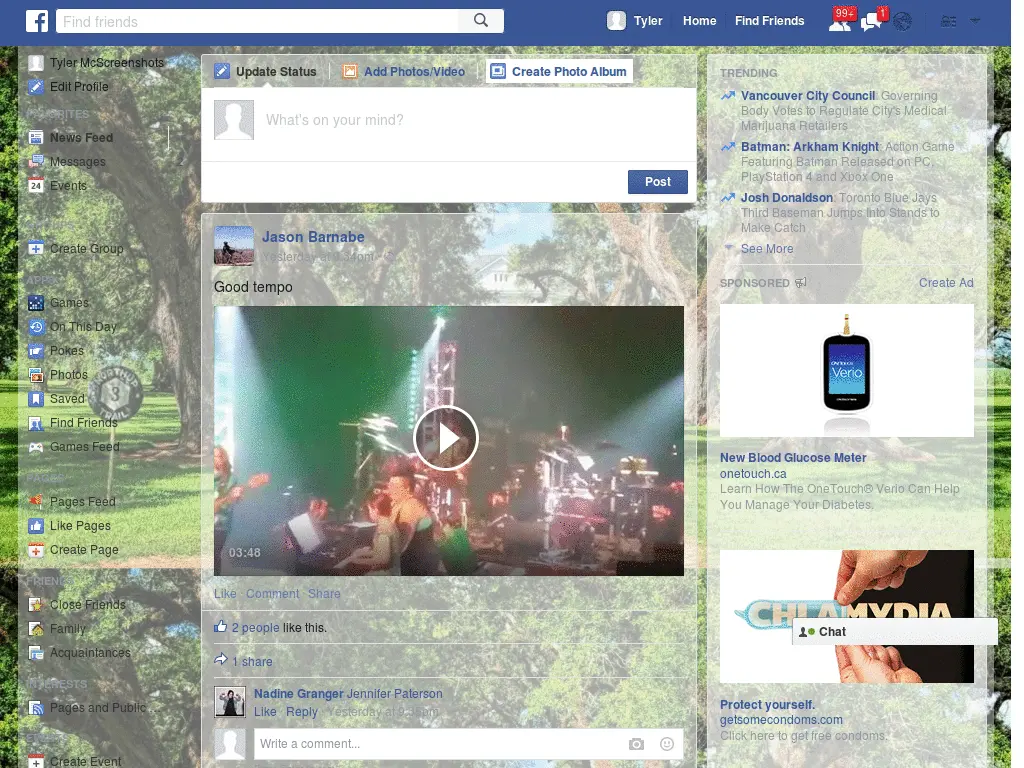 f
Find friends
Tyler
Home
Find Friends
99+
1
Tyler McScreenshots
Edit Profile
FAVORITES
News Feed
Messages
24
Events
Create Group
APPS
Games
On This Day
Pokes
Photos
Saved
Find Friends
Games Feed
Pages Feed
Like Pages
Create Page
FRIENDS
Close Friends
Family
Acquaintances
INTERESTS
Pages and Public ...
Create Event
3
TRAIL
Update Status
Add Photos/Video
Create Photo Album
What's on your mind?
Post
Jason Barnabe
Yesterday at 9:34pm
Good tempo
03:48
Like Comment Share
2 people like this.
1 share
Nadine Granger Jennifer Paterson
Like Reply Yesterday at 9:38pm
Write a comment...
TRENDING
Vancouver City Council: Governing
Body Votes to Regulate City's Medical
Marijuana Retailers
Batman: Arkham Knight: Action Game
Featuring Batman Released on PC,
PlayStation 4 and Xbox One
Josh Donaldson: Toronto Blue Jays
Third Baseman Jumps Into Stands to
Make Catch
See More
SPONSORED
Create Ad
ONETOUCH
Verio
New Blood Glucose Meter
onetouch.ca
Learn How The OneTouch® Verio Can Help
You Manage Your Diabetes.
CHLAMYDIA
Chat
Protect yourself.
getsomecondoms.com
Click here to get free condoms.